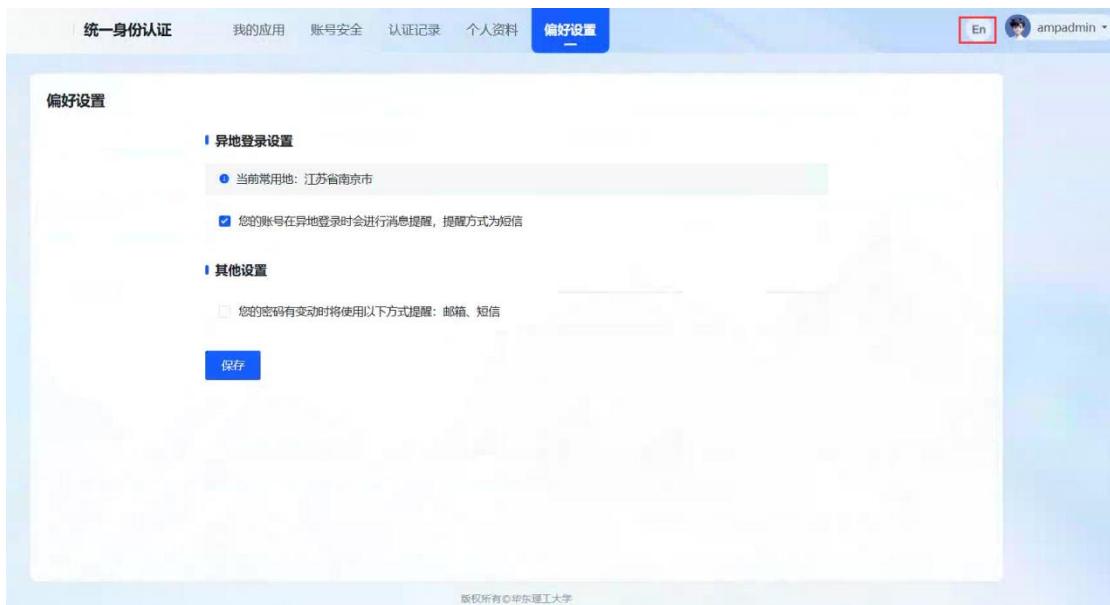 统一身份认证 我的应用 账号安全 认证记录 个人资料 偏好设置 En ampadmin
偏好设置
异地登录设置
当前常用地：江苏省南京市
您的账号在异地登录时会进行消息提醒，提醒方式为短信
其他设置
您的密码有变动时将使用以下方式提醒：邮箱、短信
保存
版权所有©华东理工大学